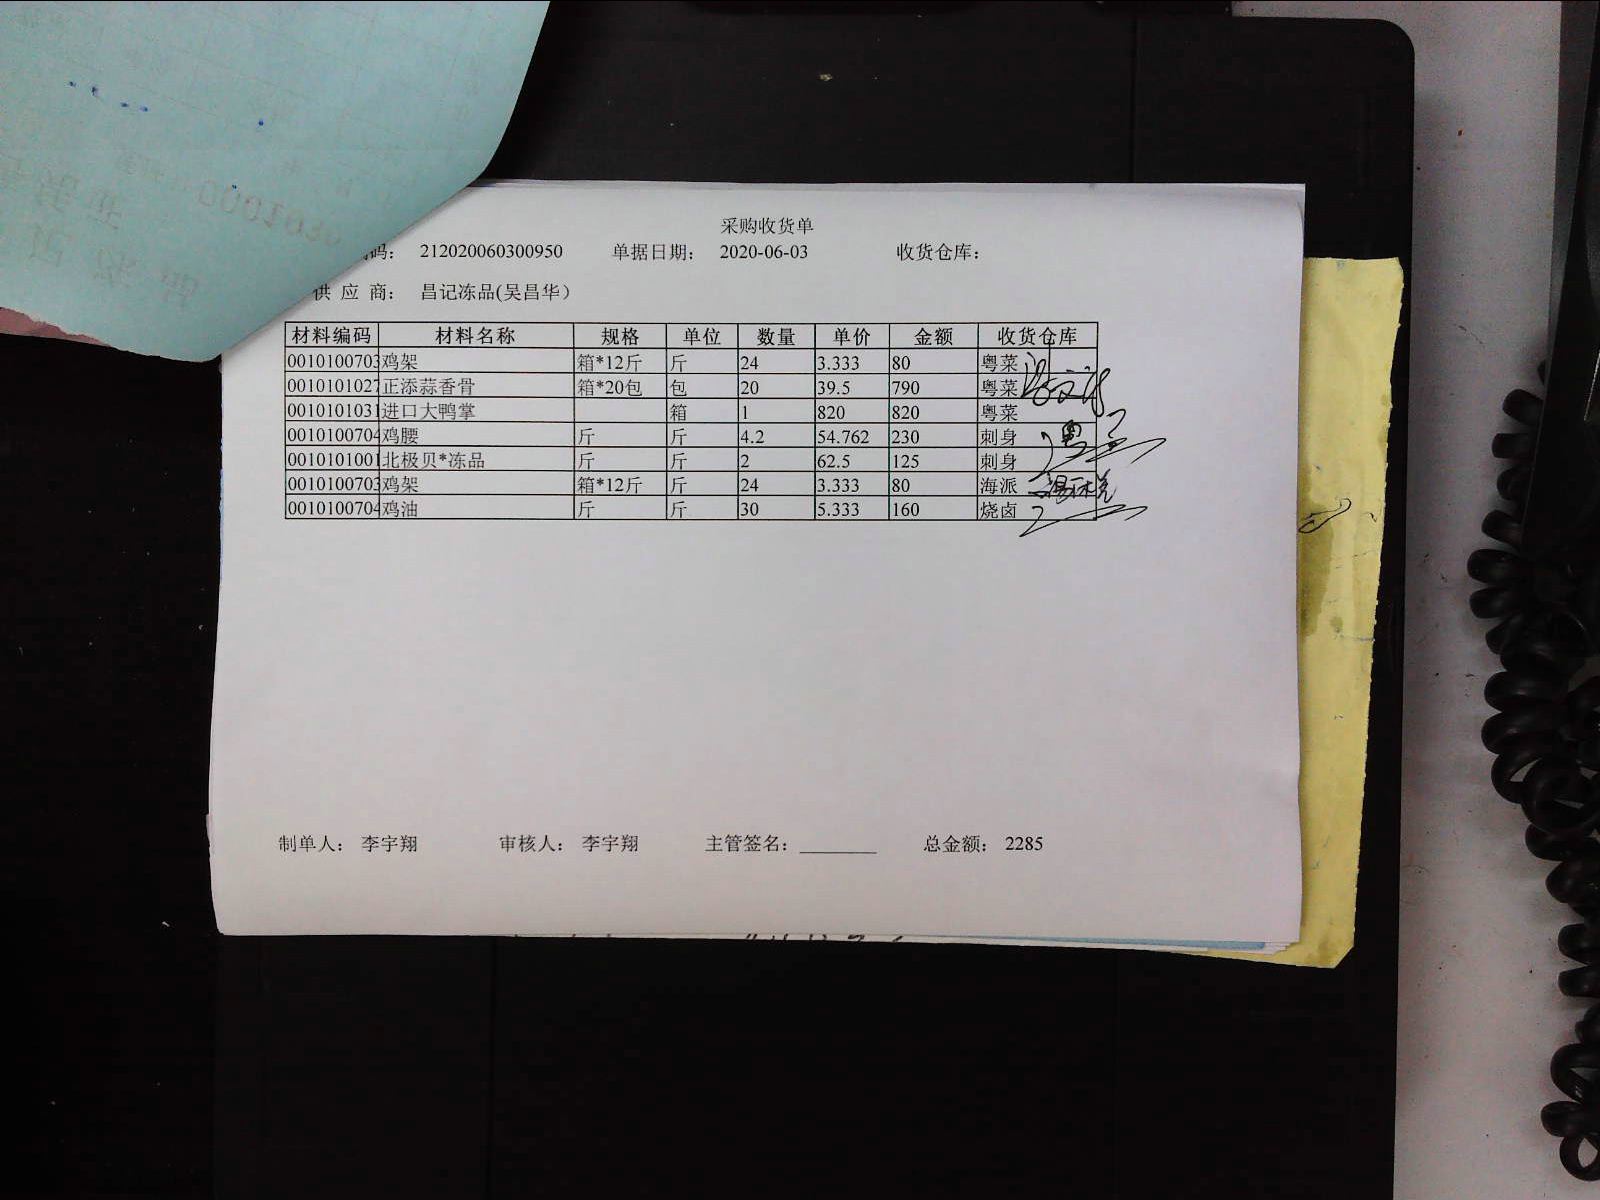 采购收货单
码： 212020060300950 单据日期： 2020-06-03 收货仓库：
供 应 商： 昌记冻品(吴昌华）
材料编码 材料名称 规格 单位 数量 单价 金额 收货仓库
0010100703 鸡架 箱*12斤 斤 24 3.333 80 粤菜
0010101027 正添蒜香骨 箱*20包 包 20 39.5 790 粤菜
0010101031 进口大鸭掌 箱 1 820 820 粤菜
0010100704 鸡腰 斤 斤 4.2 54.762 230 刺身
0010101001 北极贝*冻品 斤 斤 2 62.5 125 刺身
0010100703 鸡架 箱*12斤 斤 24 3.333 80 海派
0010100704 鸡油 斤 斤 30 5.333 160 烧卤
制单人： 李宇翔 审核人： 李宇翔 主管签名：________ 总金额： 2285